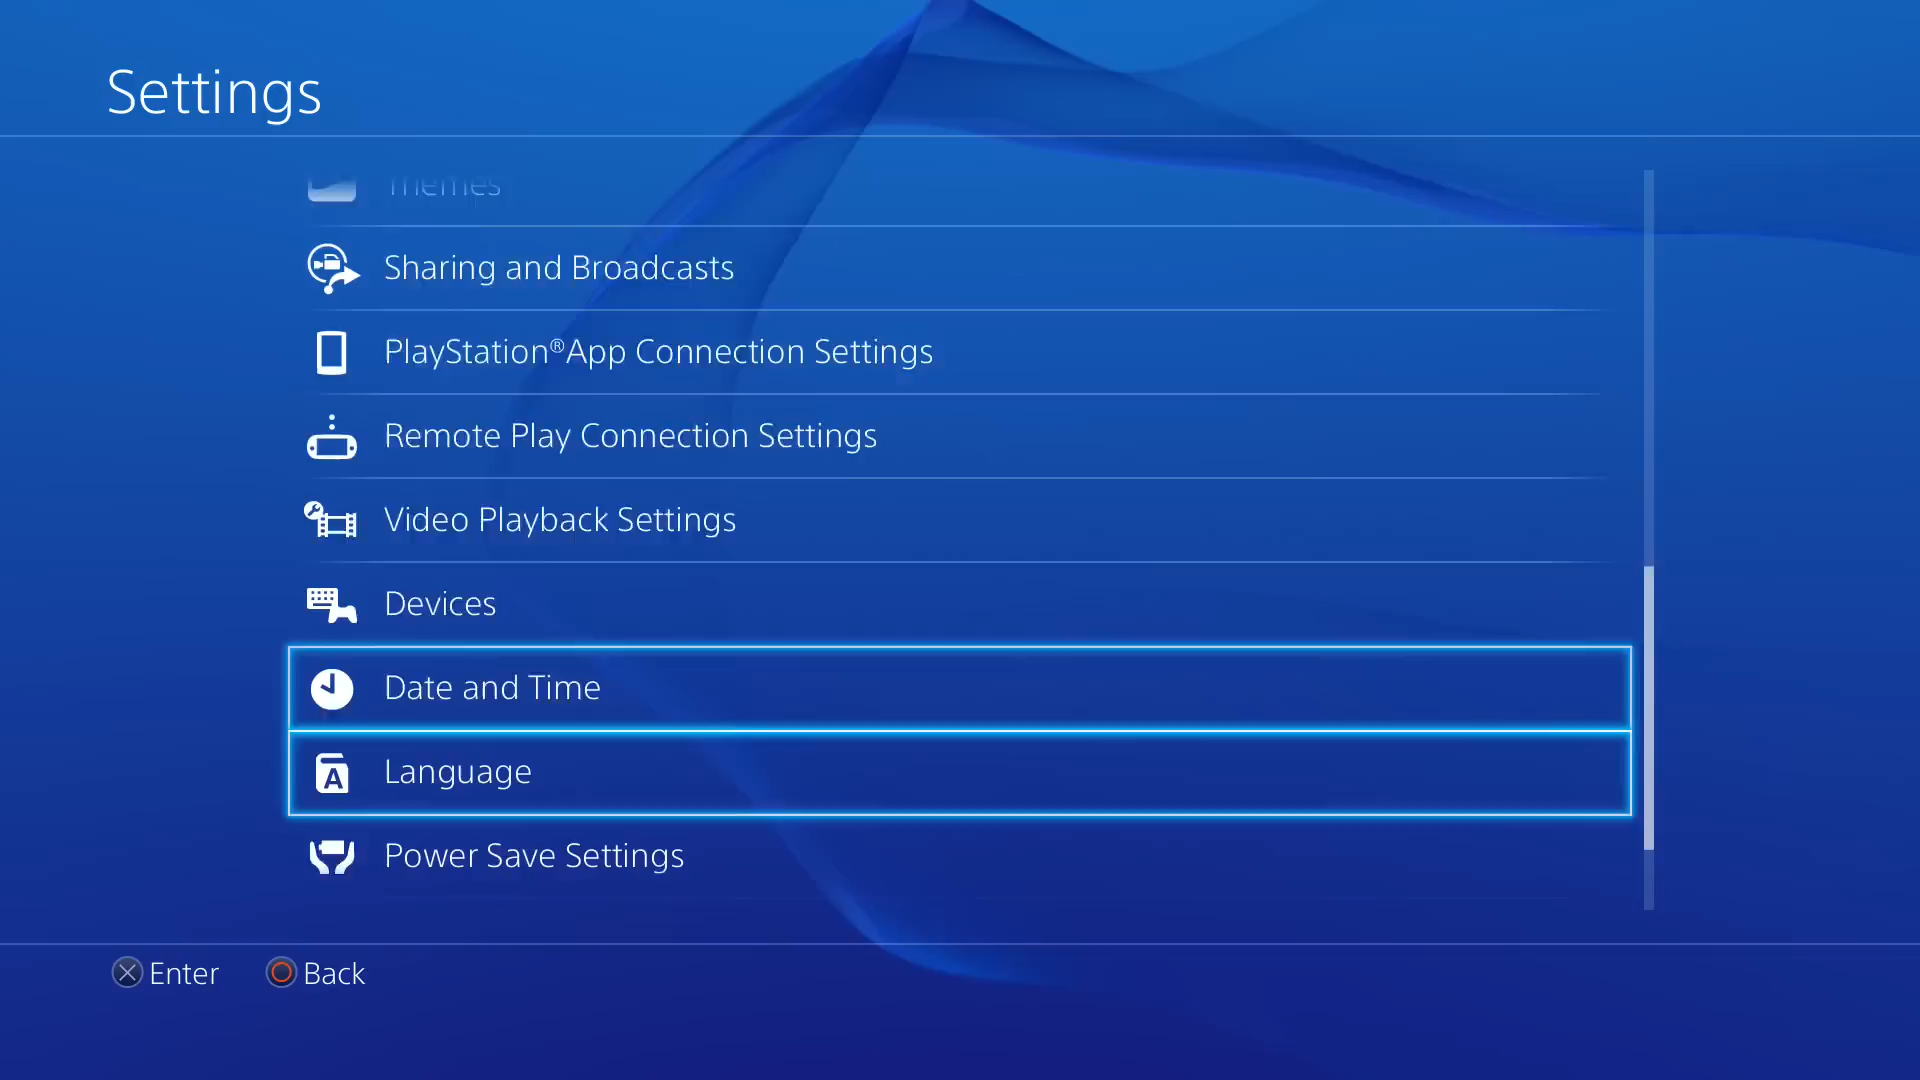 Settings
Themes
Sharing and Broadcasts
PlayStation®App Connection Settings
Remote Play Connection Settings
Video Playback Settings
Devices
Date and Time
Language
Power Save Settings
Enter
Back